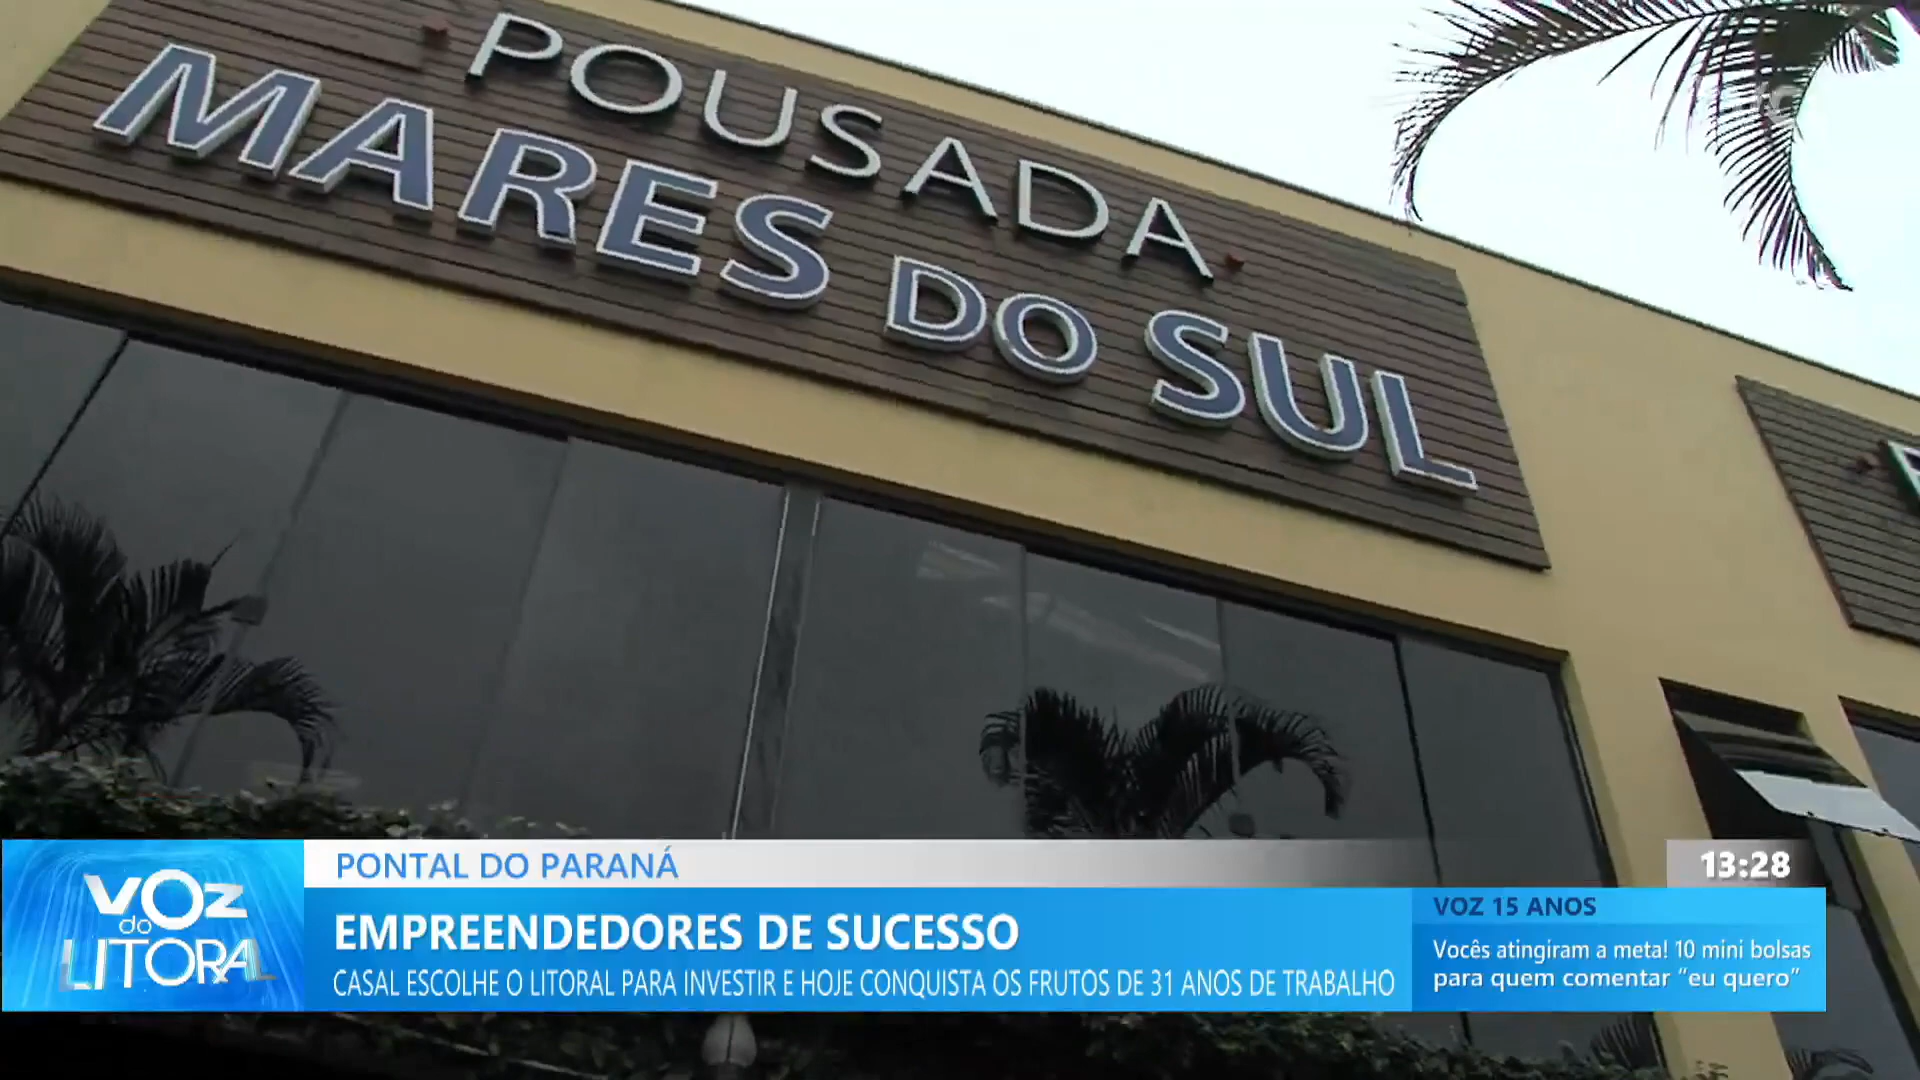 POUSADA
MARES DO SUL
PONTAL DO PARANÁ
13:28
VOZ do LITORAL
EMPREENDEDORES DE SUCESSO
CASAL ESCOLHE O LITORAL PARA INVESTIR E HOJE CONQUISTA OS FRUTOS DE 31 ANOS DE TRABALHO
VOZ 15 ANOS
Vocês atingiram a meta! 10 mini bolsas
para quem comentar “eu quero”